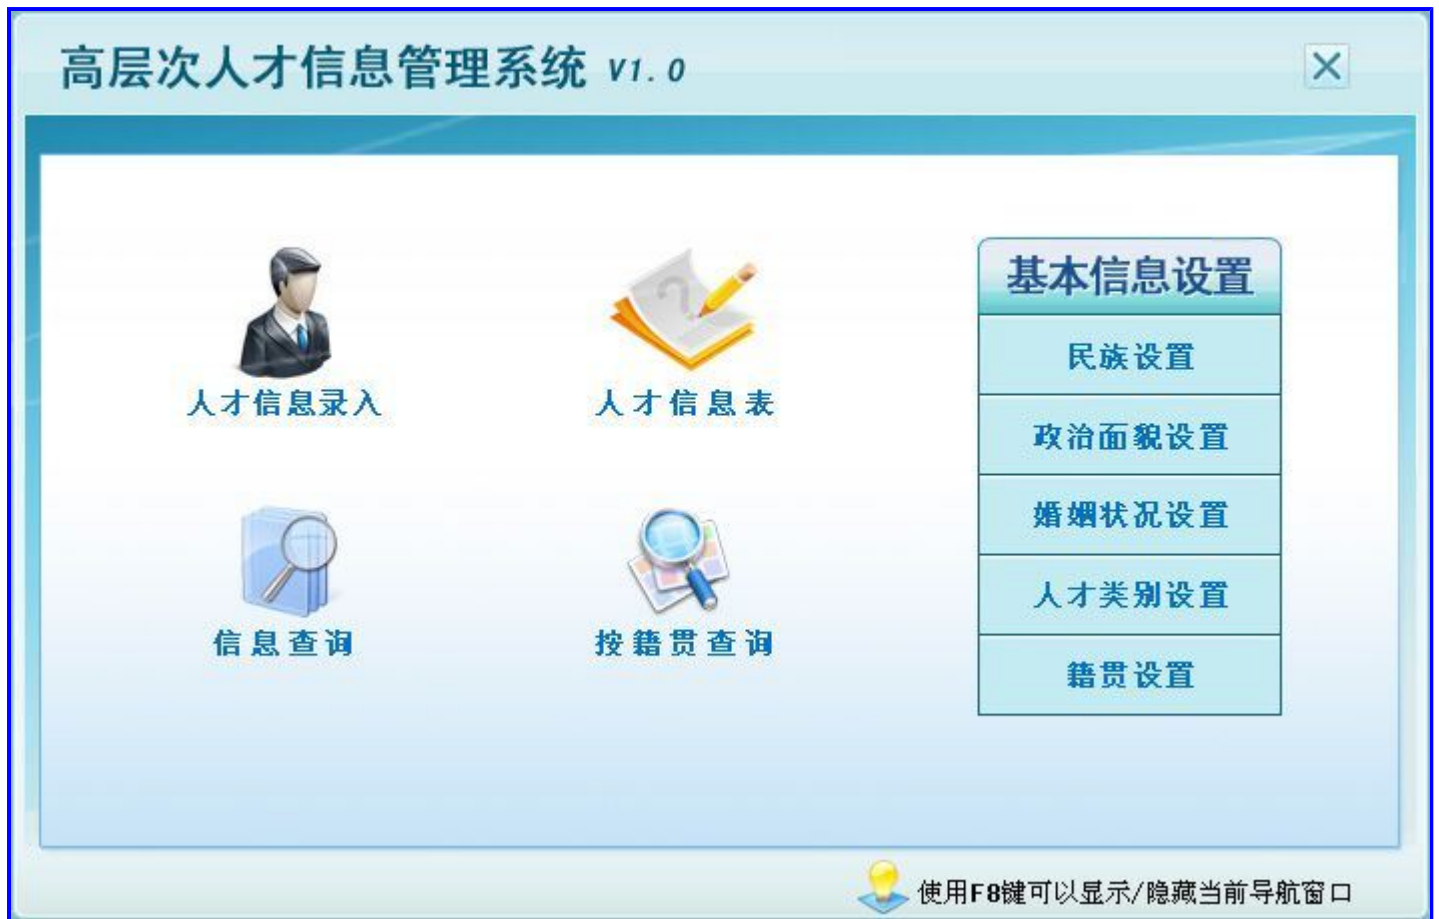 高层次人才信息管理系统 V1.0
人才信息录入
人才信息表
信息查询
按籍贯查询
基本信息设置
民族设置
政治面貌设置
婚姻状况设置
人才类别设置
籍贯设置
使用F8键可以显示/隐藏当前导航窗口